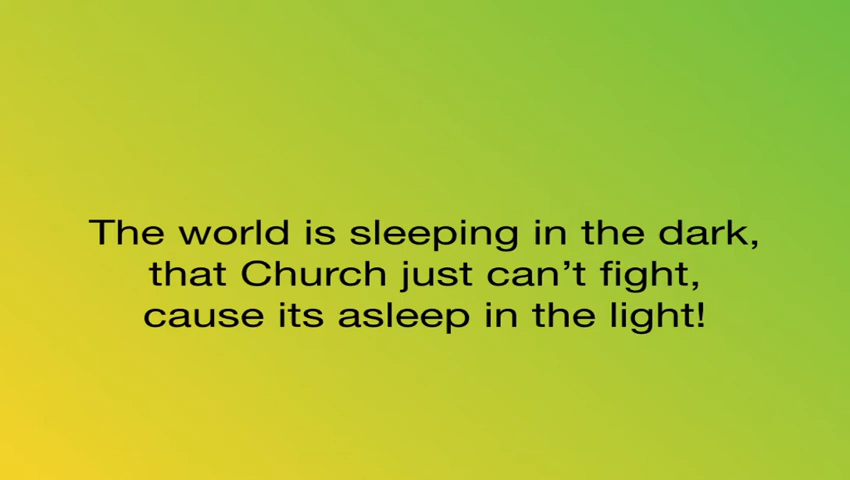 The world is sleeping in the dark,
that Church just can’t fight,
cause its asleep in the light!